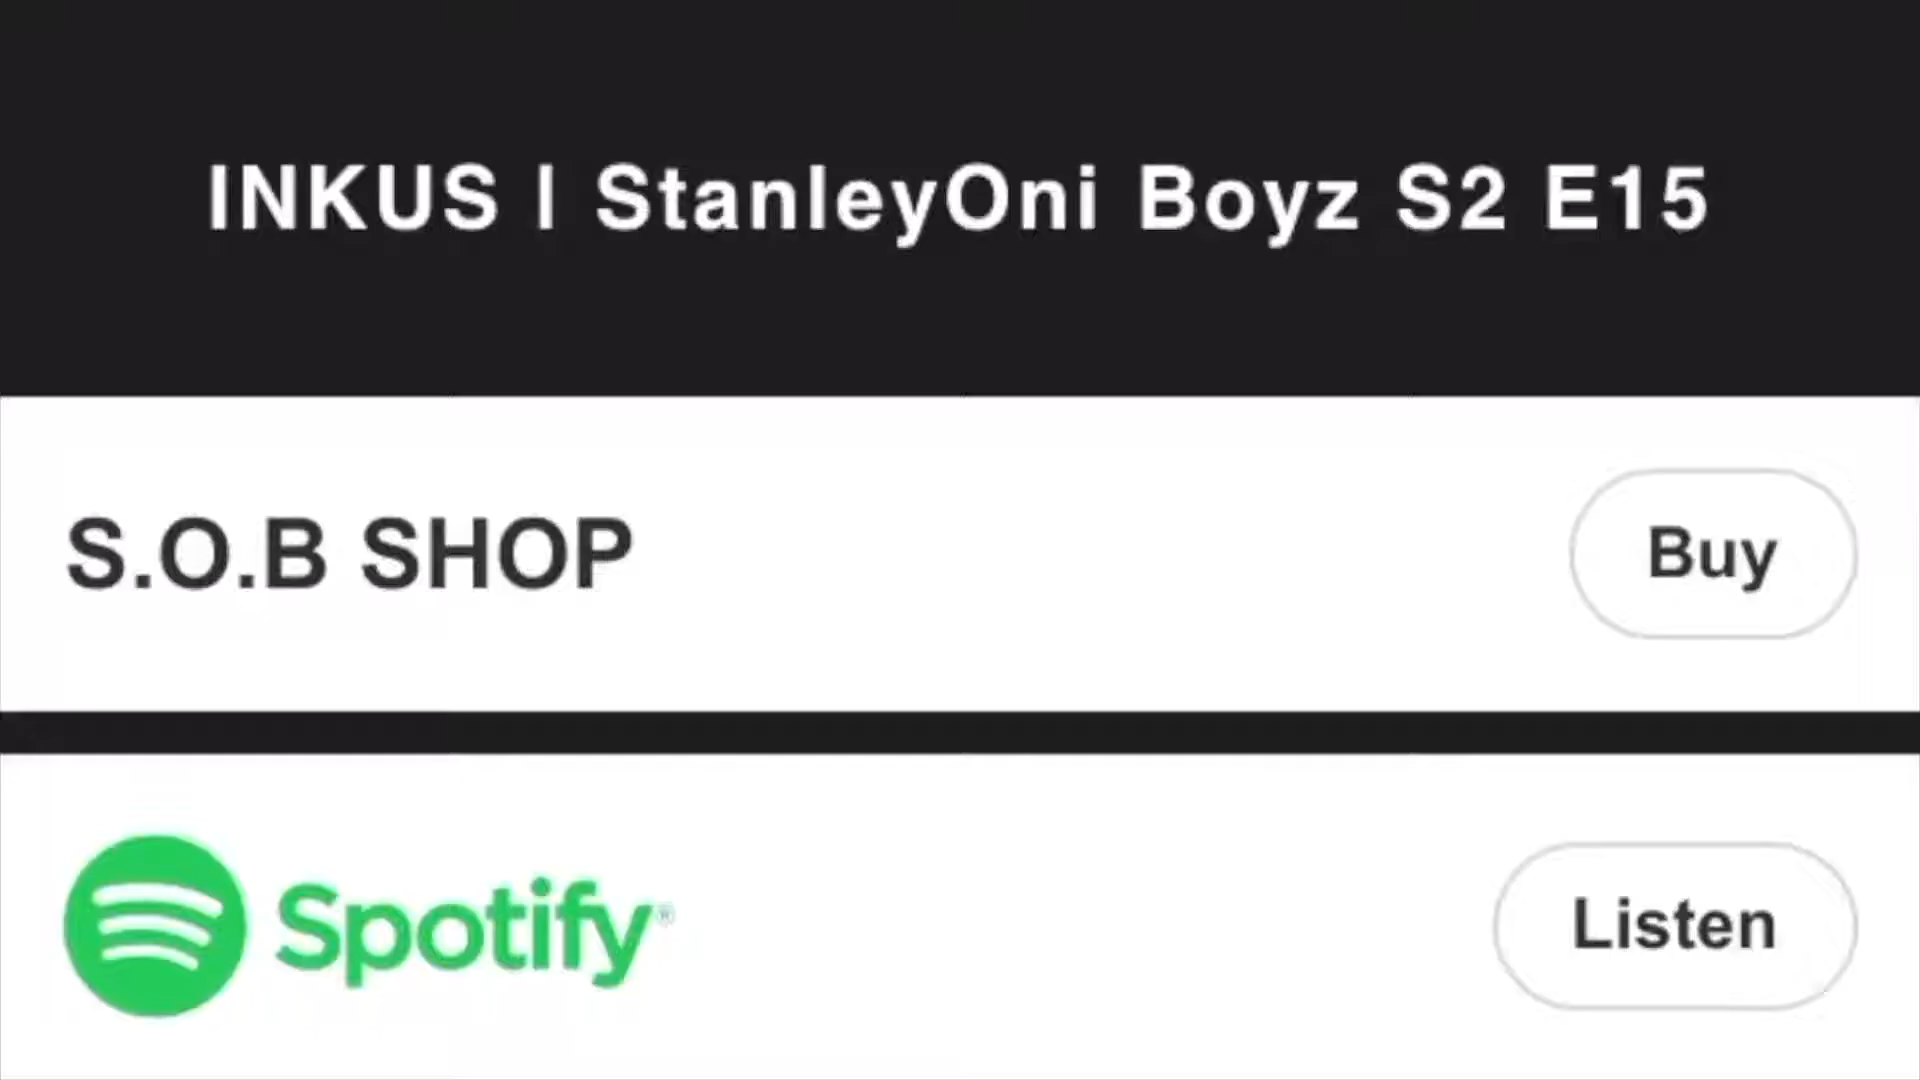 INKUS I StanleyOni Boyz S2 E15
S.O.B SHOP
Buy
Spotify®
Listen